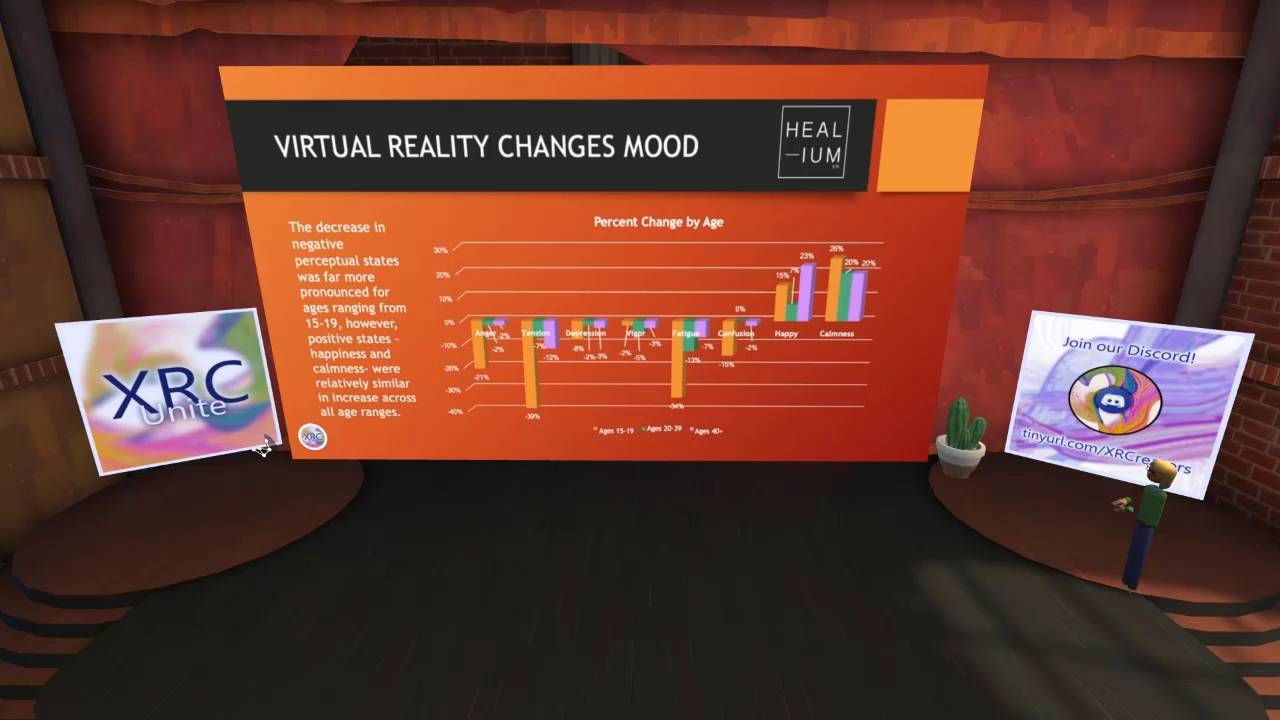 VIRTUAL REALITY CHANGES MOOD
HEAL
—IUM
XR
The decrease in
negative
perceptual states
was far more
pronounced for
ages ranging from
15-19, however,
positive states -
happiness and
calmness- were
relatively similar
in increase across
all age ranges.
XRC
Percent Change by Age
30%
20%
10%
0%
-10%
-20%
-30%
-40%
Anger
Tension
Depression
Vigor
Fatigue
Confusion
Happy
Calmness
-21%
-2%
-2%
-39%
-7%
-12%
-8%
-2%
-3%
-2%
-5%
-3%
-34%
-13%
-7%
-15%
0%
-2%
15%
7%
23%
26%
20%
20%
Ages 15-19
Ages 20-39
Ages 40+
XRC
Unite
Join our Discord!